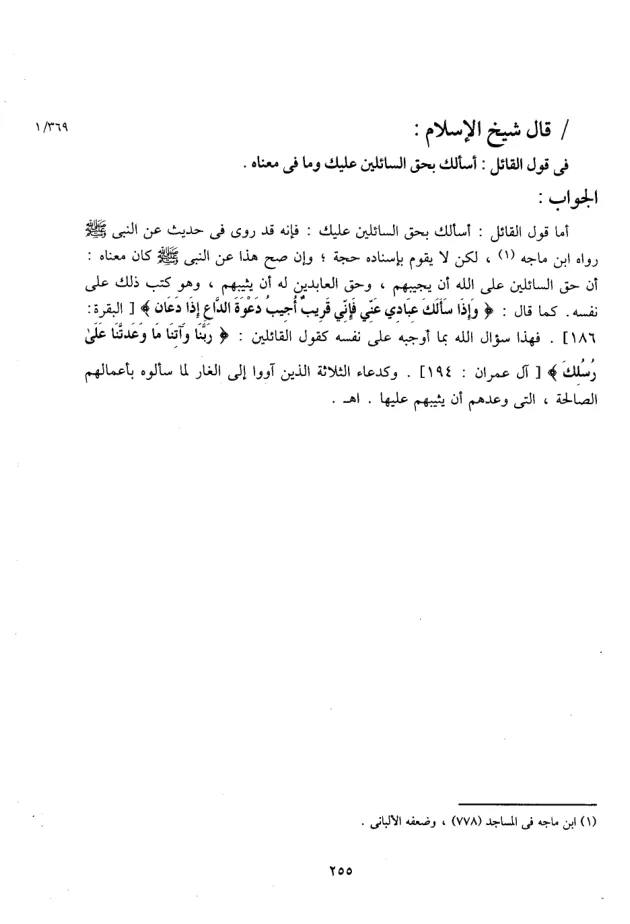 / قال شيخ الإسلام :
١/٣٦٩
فى قول القائل : أسألك بحق السائلين عليك وما فى معناه .
الجواب :
أما قول القائل : أسألك بحق السائلين عليك : فإنه قد روى فى حديث عن النبى ﷺ
رواه ابن ماجه (١) ، لكن لا يقوم بإسناده حجة ؛ وإن صح هذا عن النبى ﷺ كان معناه :
أن حق السائلين على الله أن يجيبهم ، وحق العابدين له أن يثيبهم ، وهو كتب ذلك على
نفسه. كما قال : ﴿ وَإِذَا سَأَلَكَ عِبَادِي عَنِّي فَإِنِّي قَرِيبٌ أُجِيبُ دَعْوَةَ الدَّاعِ إِذَا دَعَانِ ﴾ [ البقرة:
١٨٦] . فهذا سؤال الله بما أوجبه على نفسه كقول القائلين : ﴿ رَبَّنَا وَآتِنَا مَا وَعَدتَّنَا عَلَىٰ
رُسُلِكَ ﴾ [ آل عمران : ١٩٤] . وكدعاء الثلاثة الذين آووا إلى الغار لما سألوه بأعمالهم
الصالحة ، التى وعدهم أن يثيبهم عليها . اهـ .
(١) ابن ماجه فى المساجد (٧٧٨) ، وضعفه الألبانى .
٢٥٥